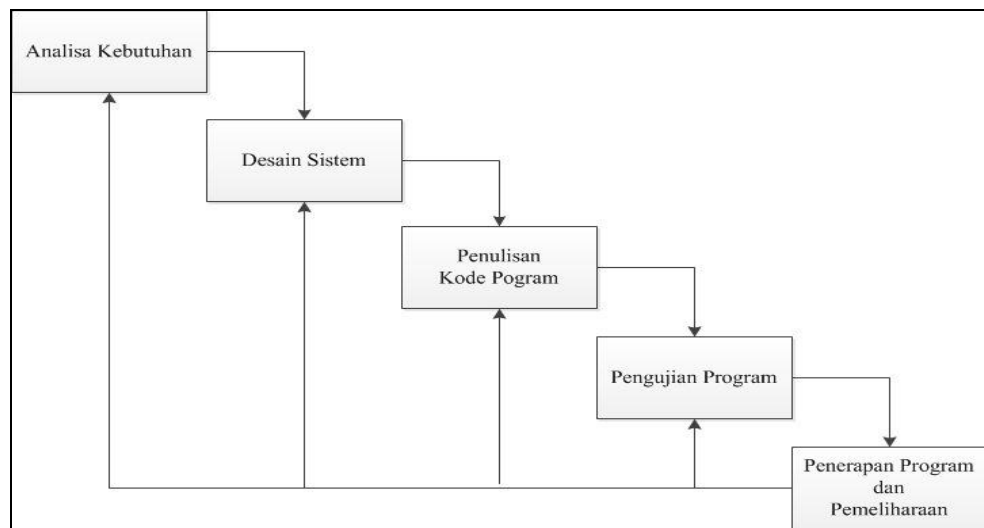 Analisa Kebutuhan
Desain Sistem
Penulisan
Kode Pogram
Pengujian Program
Penerapan Program
dan
Pemeliharaan